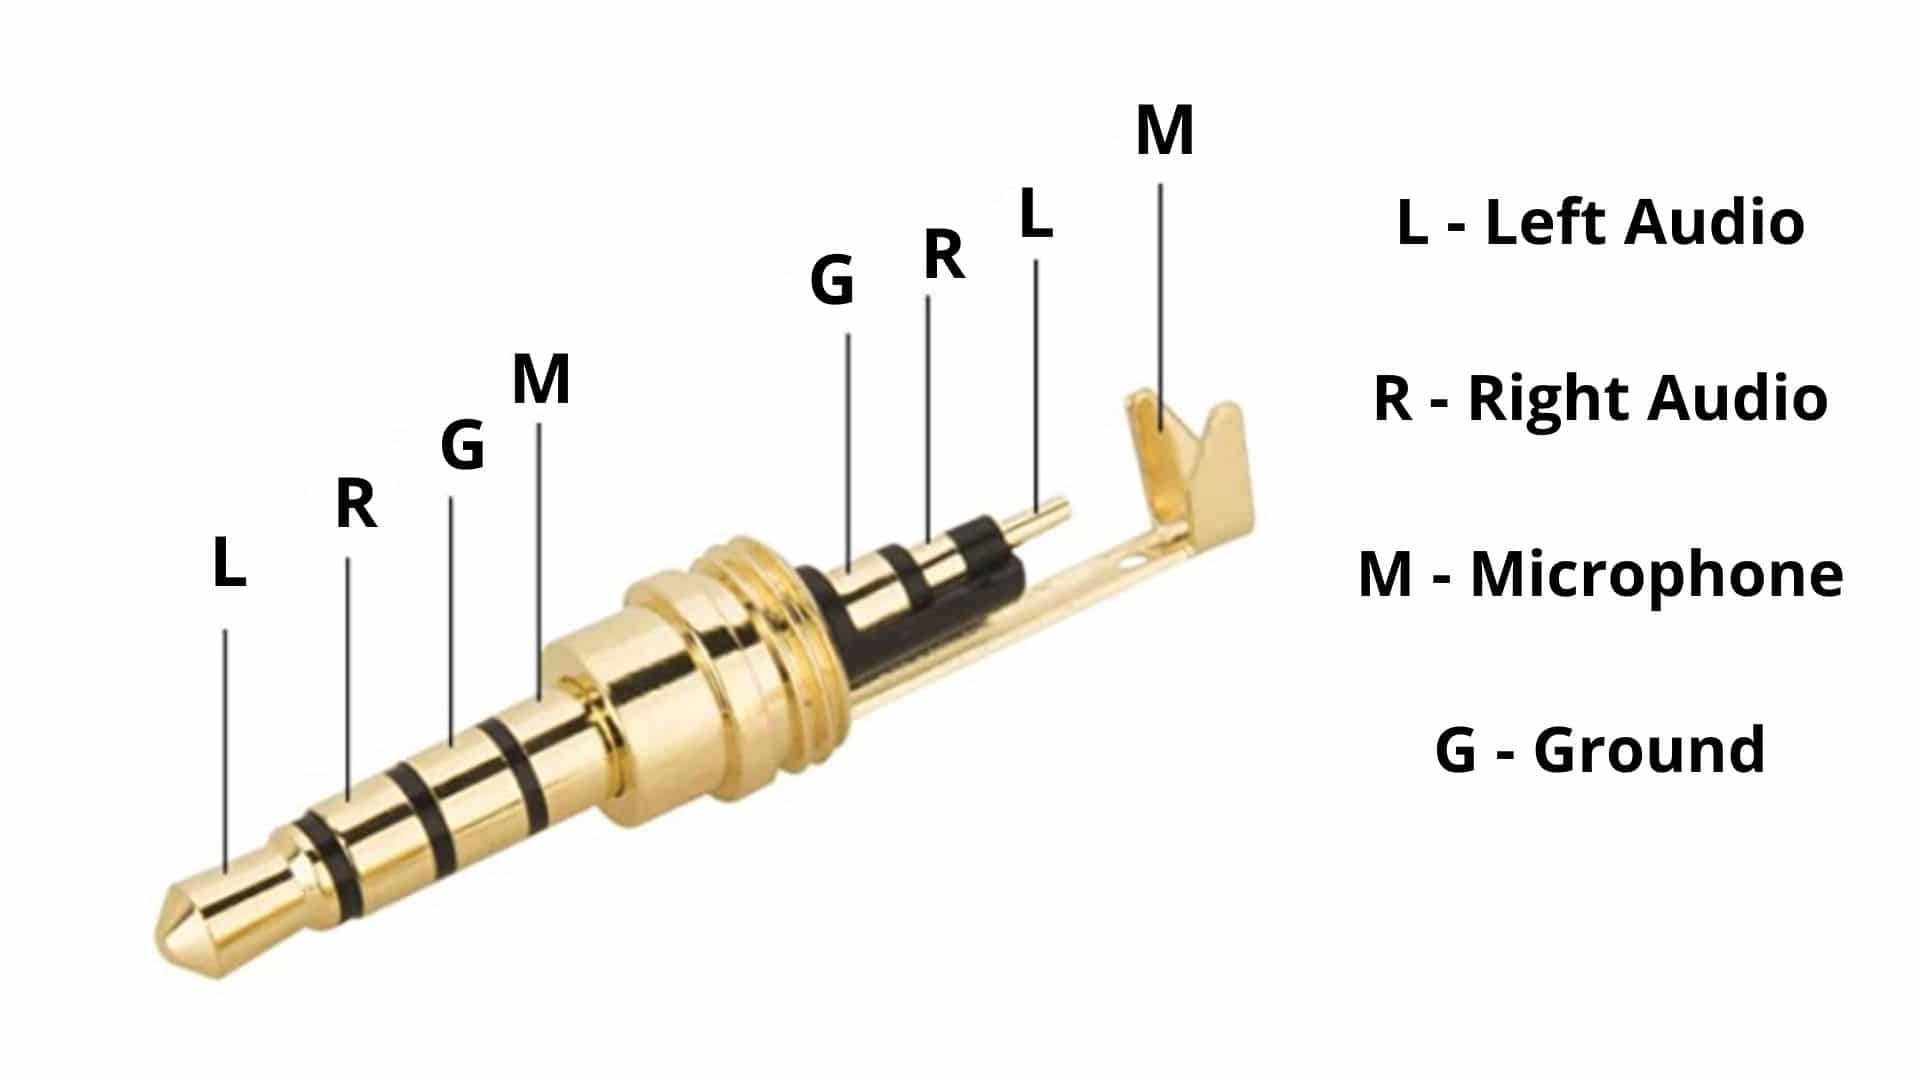 L
R
G
M
G
R
L
M
L - Left Audio
R - Right Audio
M - Microphone
G - Ground